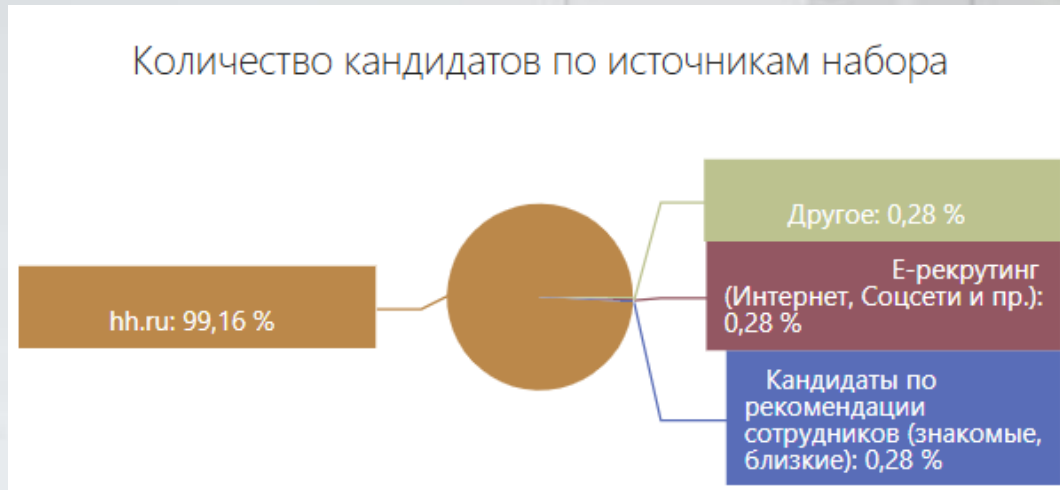 Количество кандидатов по источникам набора
hh.ru: 99,16 %
Другое: 0,28 %
E-рекрутинг
(Интернет, Соцсети и пр.):
0,28 %
Кандидаты по
рекомендации
сотрудников (знакомые,
близкие): 0,28 %